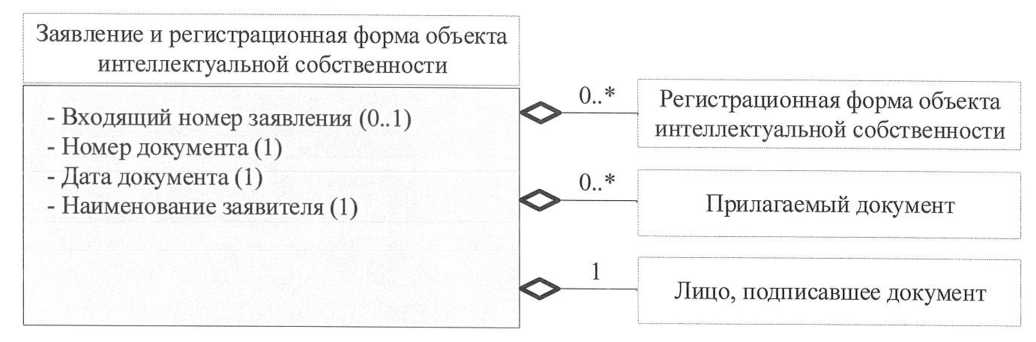 Заявление и регистрационная форма объекта
интеллектуальной собственности
- Входящий номер заявления (0..1)
- Номер документа (1)
- Дата документа (1)
- Наименование заявителя (1)
0..*
Регистрационная форма объекта
интеллектуальной собственности
0..*
Прилагаемый документ
1
Лицо, подписавшее документ